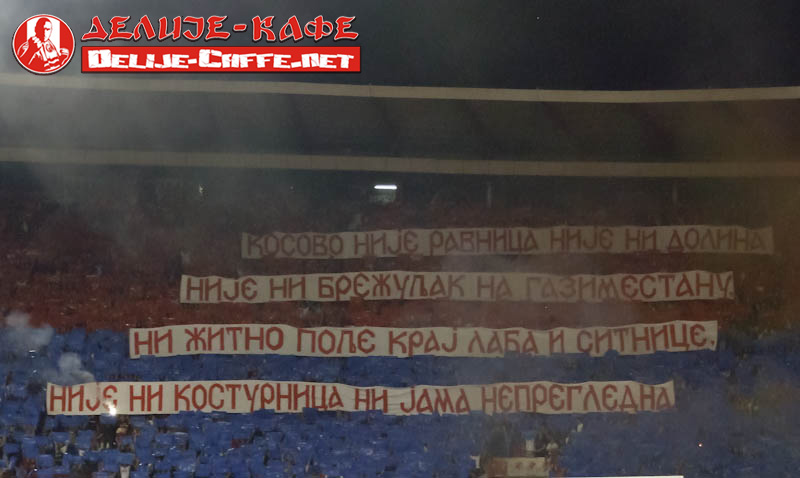 ДЕЛИЈЕ-КАФЕ
DELIJE-CAFFE.NET
КОСОВО НИЈЕ РАВНИЦА НИЈЕ НИ ДОЛИНА
НИЈЕ НИ БРЕЖУЉАК НА ГАЗИМЕСТАНУ.
НИ ЖИТНО ПОЉЕ КРАЈ ЛАБА И СИТНИЦЕ,
НИЈЕ НИ КОСТУРНИЦА НИ ЈАМА НЕПРЕГЛЕДНА